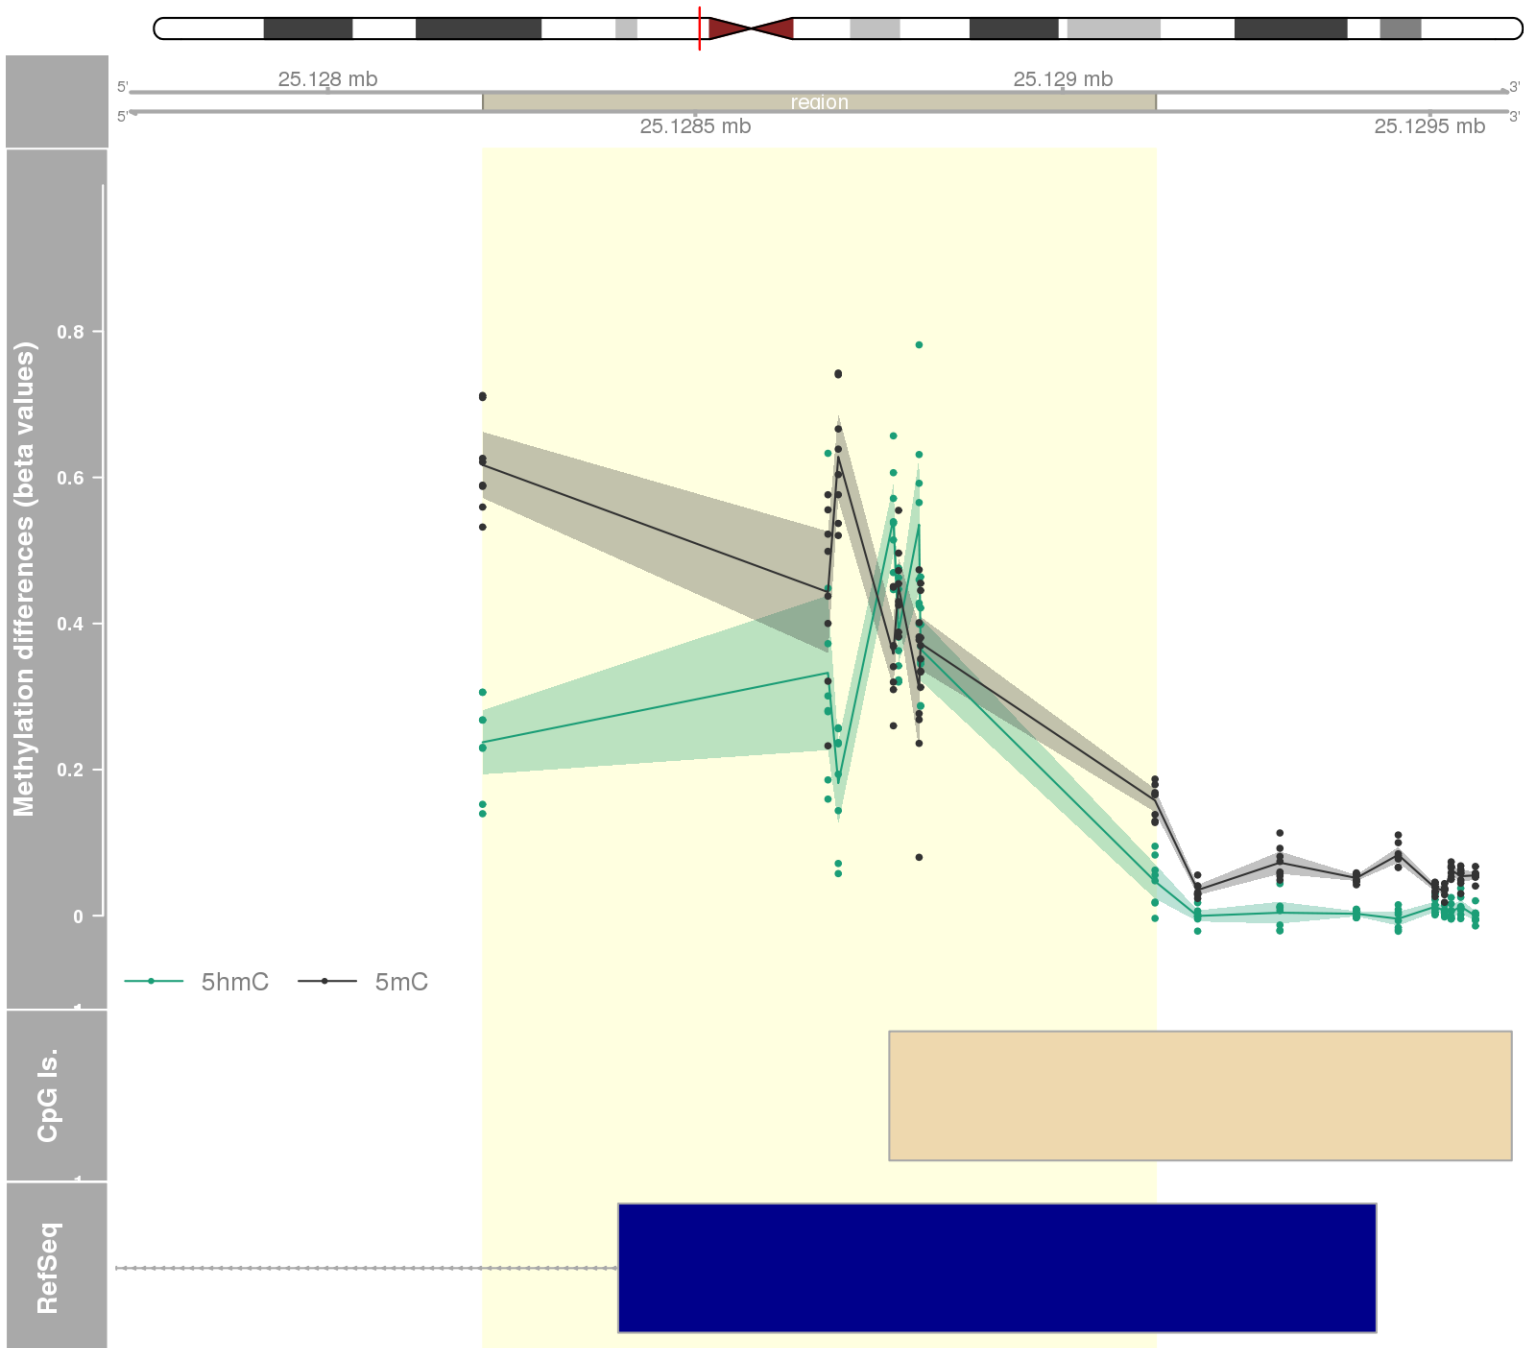 25.128 mb
25.129 mb
5'
3'
region
5'
3'
25.1285 mb
25.1295 mb
Methylation differences (beta values)
0.8
0.6
0.4
0.2
0
5hmC
5mC
CpG Is.
RefSeq